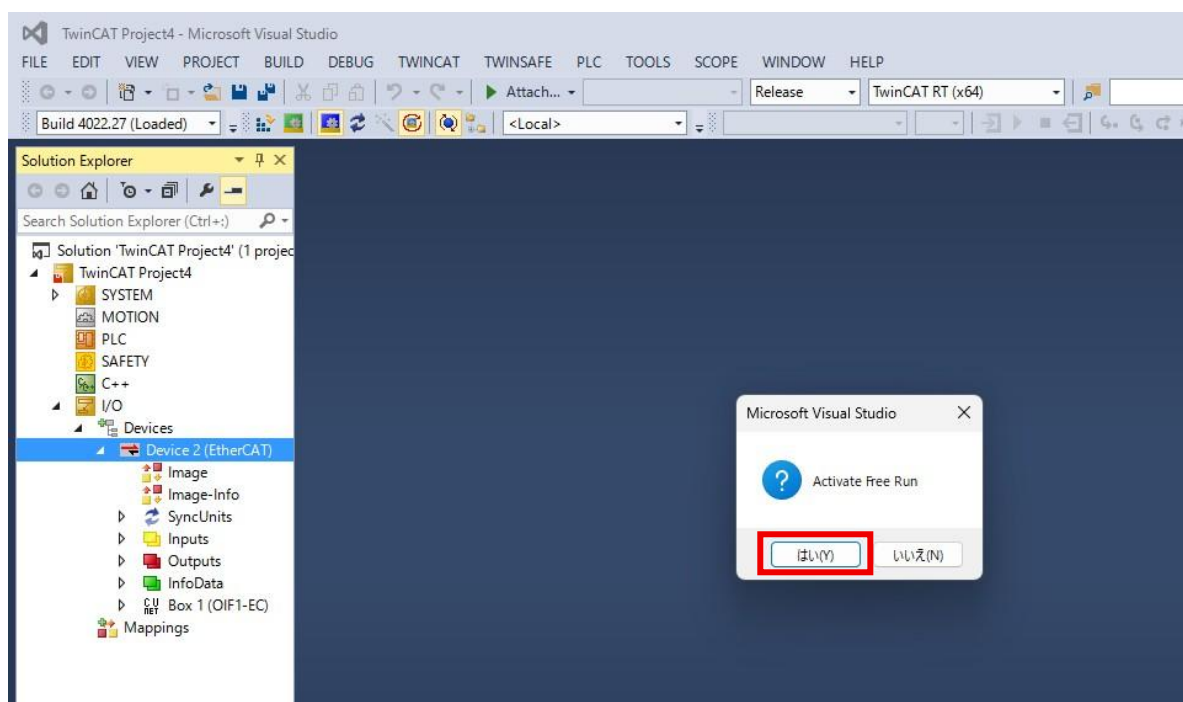 TwinCAT Project4 - Microsoft Visual Studio
FILE EDIT VIEW PROJECT BUILD DEBUG TWINCAT TWINSAFE PLC TOOLS SCOPE WINDOW HELP
Attach... Release TwinCAT RT (x64)
Build 4022.27 (Loaded) <Local>
Solution Explorer
Search Solution Explorer (Ctrl+:)
Solution 'TwinCAT Project4' (1 projec
TwinCAT Project4
SYSTEM
MOTION
PLC
SAFETY
C++
I/O
Devices
Device 2 (EtherCAT)
Image
Image-Info
SyncUnits
Inputs
Outputs
InfoData
Box 1 (OIF1-EC)
Mappings
Microsoft Visual Studio
Activate Free Run
はい(Y) いいえ(N)